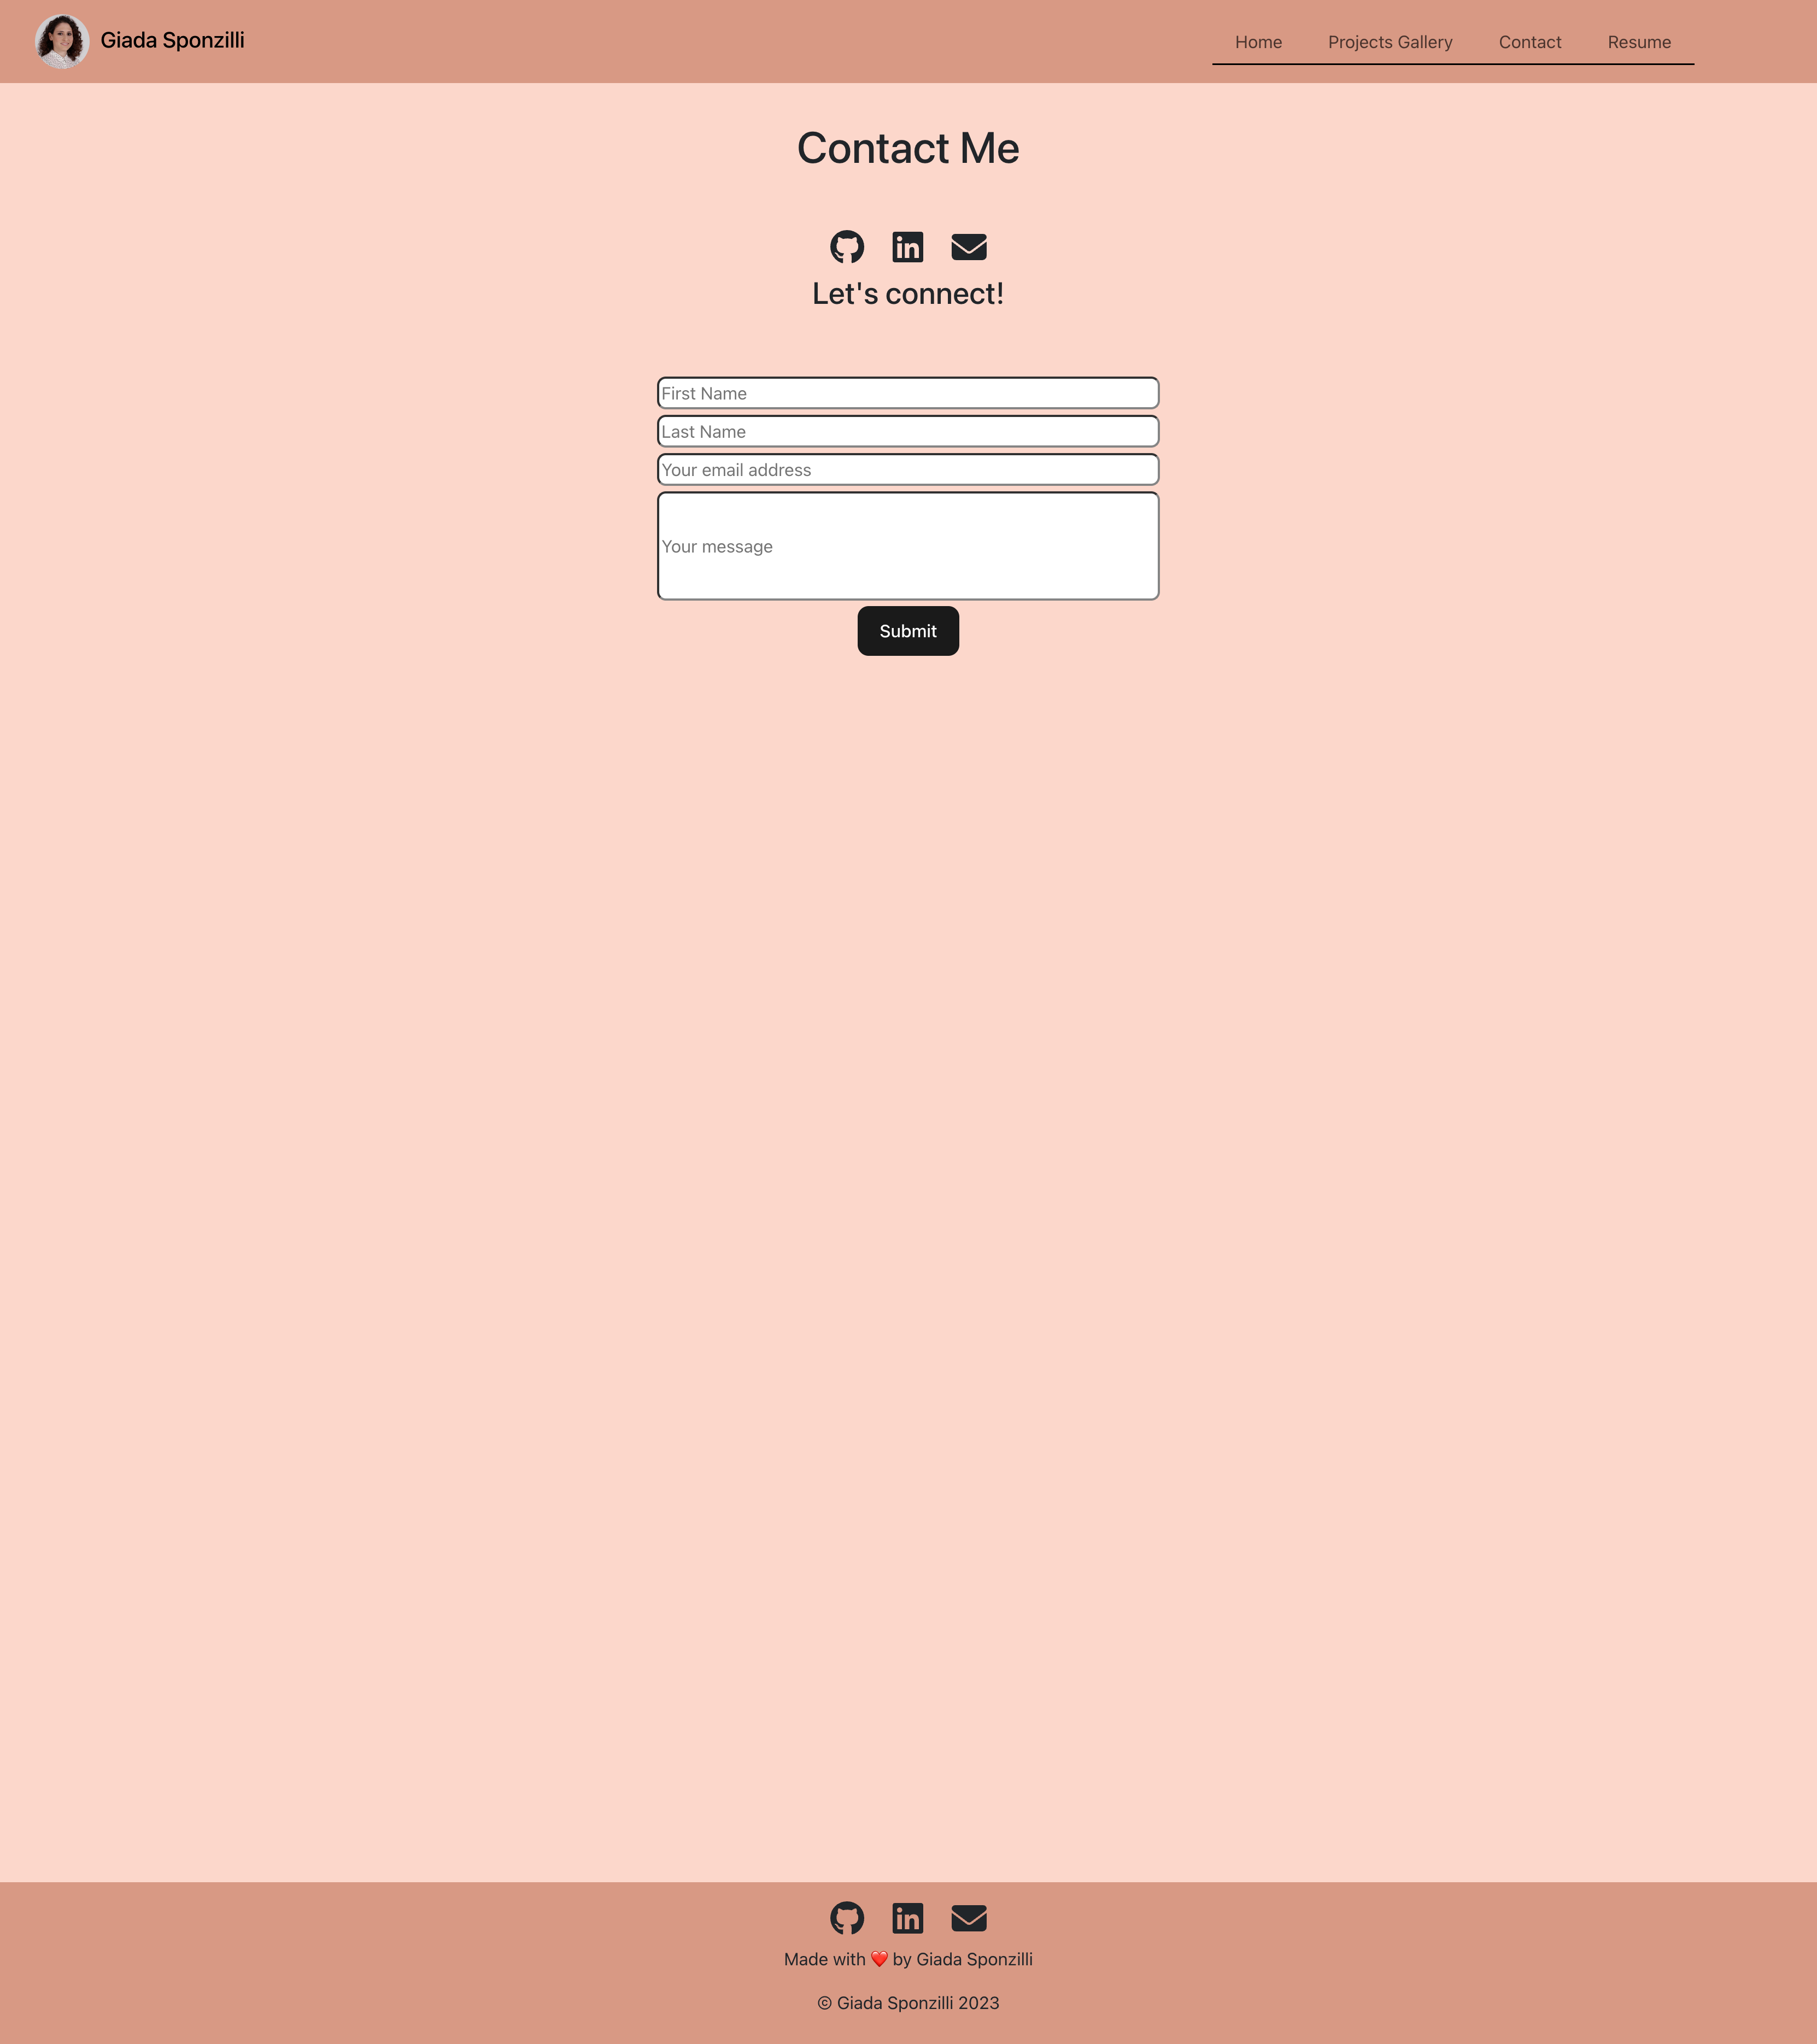 Giada Sponzilli
Home Projects Gallery Contact Resume
Contact Me
Let's connect!
First Name
Last Name
Your email address
Your message
Submit
Made with ❤️ by Giada Sponzilli
© Giada Sponzilli 2023